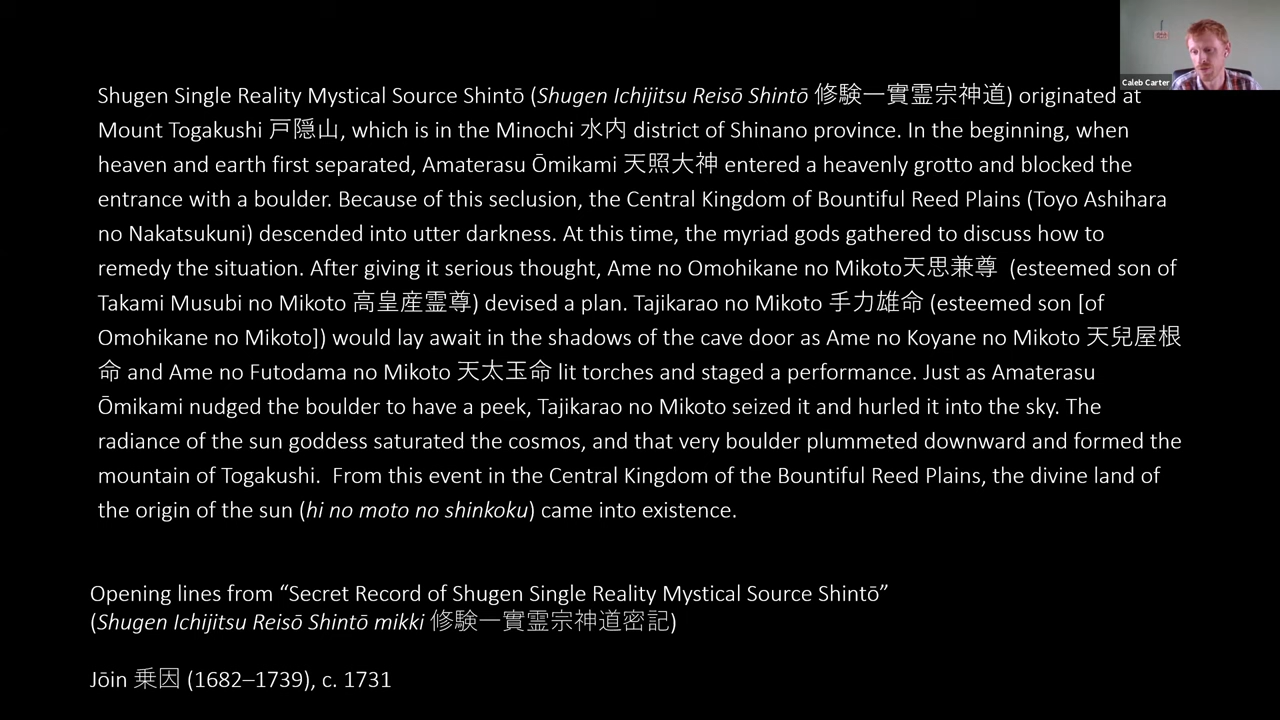 Caleb Carter
Shugen Single Reality Mystical Source Shintō (Shugen Ichijitsu Reisō Shintō 修験一實霊宗神道) originated at
Mount Togakushi 戸隠山, which is in the Minochi 水内 district of Shinano province. In the beginning, when
heaven and earth first separated, Amaterasu Ōmikami 天照大神 entered a heavenly grotto and blocked the
entrance with a boulder. Because of this seclusion, the Central Kingdom of Bountiful Reed Plains (Toyo Ashihara
no Nakatsukuni) descended into utter darkness. At this time, the myriad gods gathered to discuss how to
remedy the situation. After giving it serious thought, Ame no Omohikane no Mikoto天思兼尊 (esteemed son of
Takami Musubi no Mikoto 高皇産霊尊) devised a plan. Tajikarao no Mikoto 手力雄命 (esteemed son [of
Omohikane no Mikoto]) would lay await in the shadows of the cave door as Ame no Koyane no Mikoto 天兒屋根
命 and Ame no Futodama no Mikoto 天太玉命 lit torches and staged a performance. Just as Amaterasu
Ōmikami nudged the boulder to have a peek, Tajikarao no Mikoto seized it and hurled it into the sky. The
radiance of the sun goddess saturated the cosmos, and that very boulder plummeted downward and formed the
mountain of Togakushi. From this event in the Central Kingdom of the Bountiful Reed Plains, the divine land of
the origin of the sun (hi no moto no shinkoku) came into existence.
Opening lines from “Secret Record of Shugen Single Reality Mystical Source Shintō”
(Shugen Ichijitsu Reisō Shintō mikki 修験一實霊宗神道密記)
Jōin 乗因 (1682–1739), c. 1731